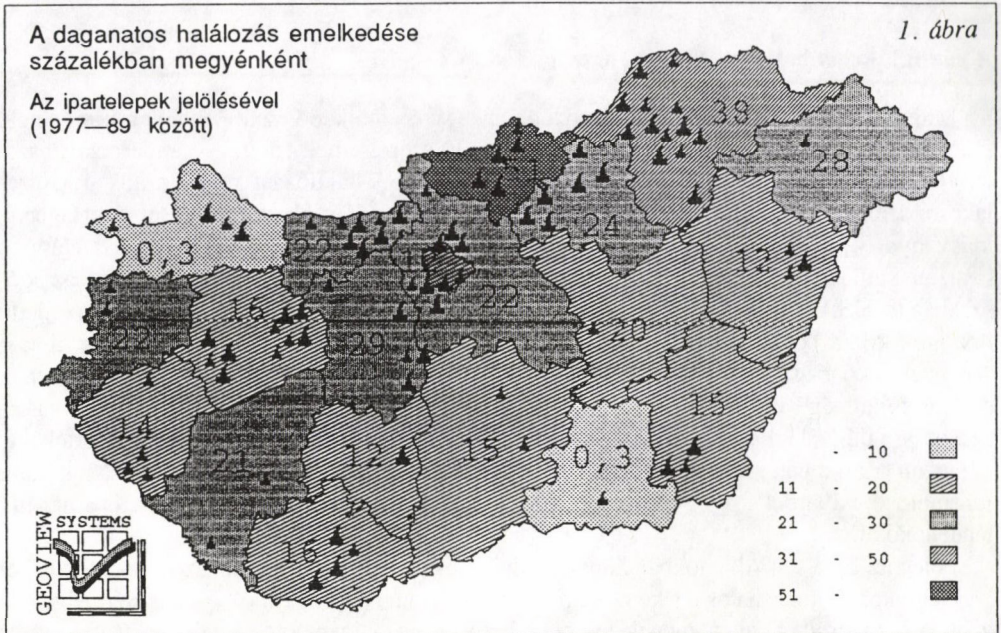 1. ábra
A daganatos halálozás emelkedése
százalékban megyénként
Az ipartelepek jelölésével
(1977—89 között)
39
28
24
0,3
22
12
16
22
22
20
29
15
14
21
12
15
0,3
16
- 10
11 - 20
21 - 30
31 - 50
51 -
GEOVIEW
SYSTEMS